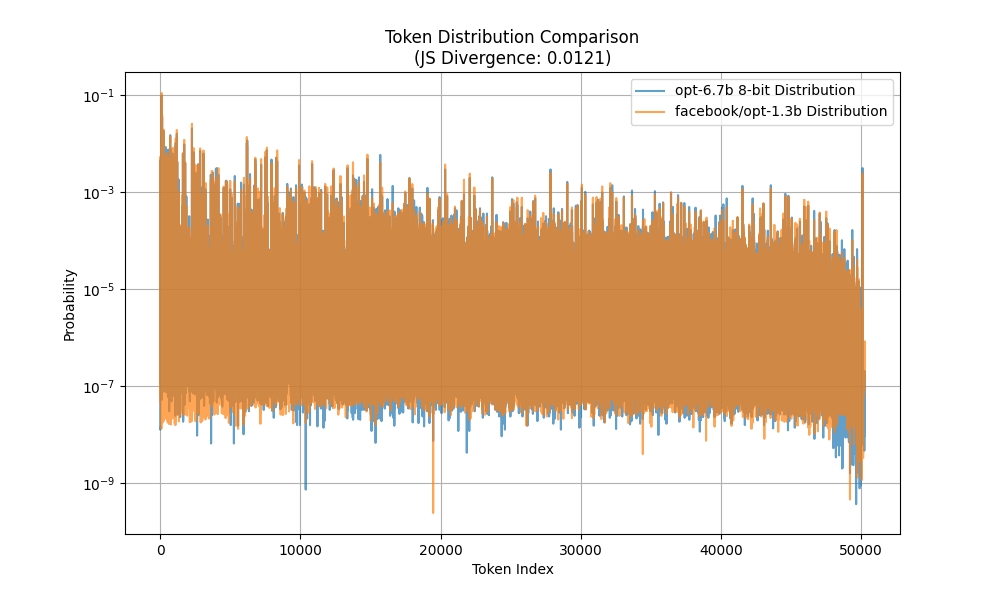 Token Distribution Comparison
(JS Divergence: 0.0121)
opt-6.7b 8-bit Distribution
facebook/opt-1.3b Distribution
Probability
10⁻¹
10⁻³
10⁻⁵
10⁻⁷
10⁻⁹
0 10000 20000 30000 40000 50000
Token Index